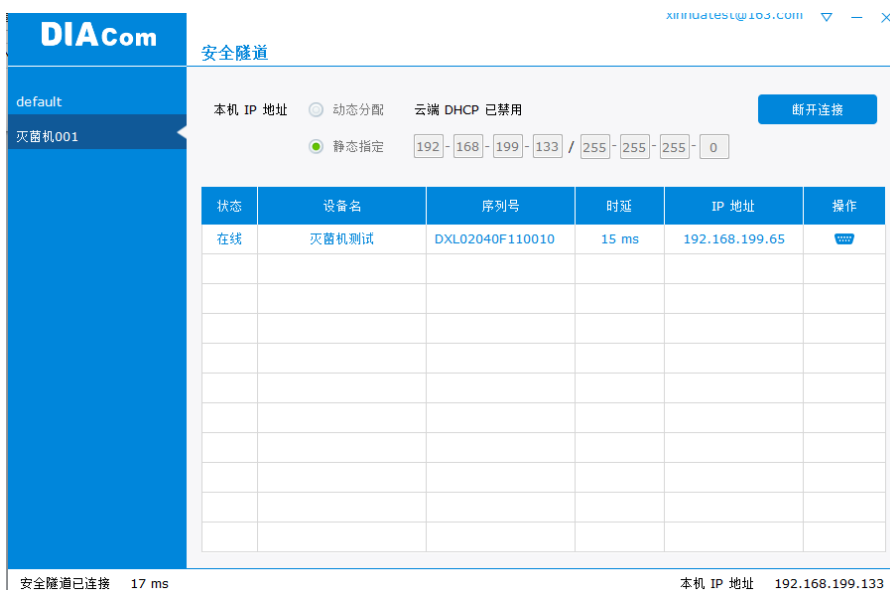 xinhuatest@163.com
DIACom
安全隧道
default
灭菌机001
本机 IP 地址 动态分配 云端 DHCP 已禁用 断开连接
静态指定 192 - 168 - 199 - 133 / 255 - 255 - 255 - 0
状态 设备名 序列号 时延 IP 地址 操作
在线 灭菌机测试 DXL02040F110010 15 ms 192.168.199.65
安全隧道已连接 17 ms 本机 IP 地址 192.168.199.133